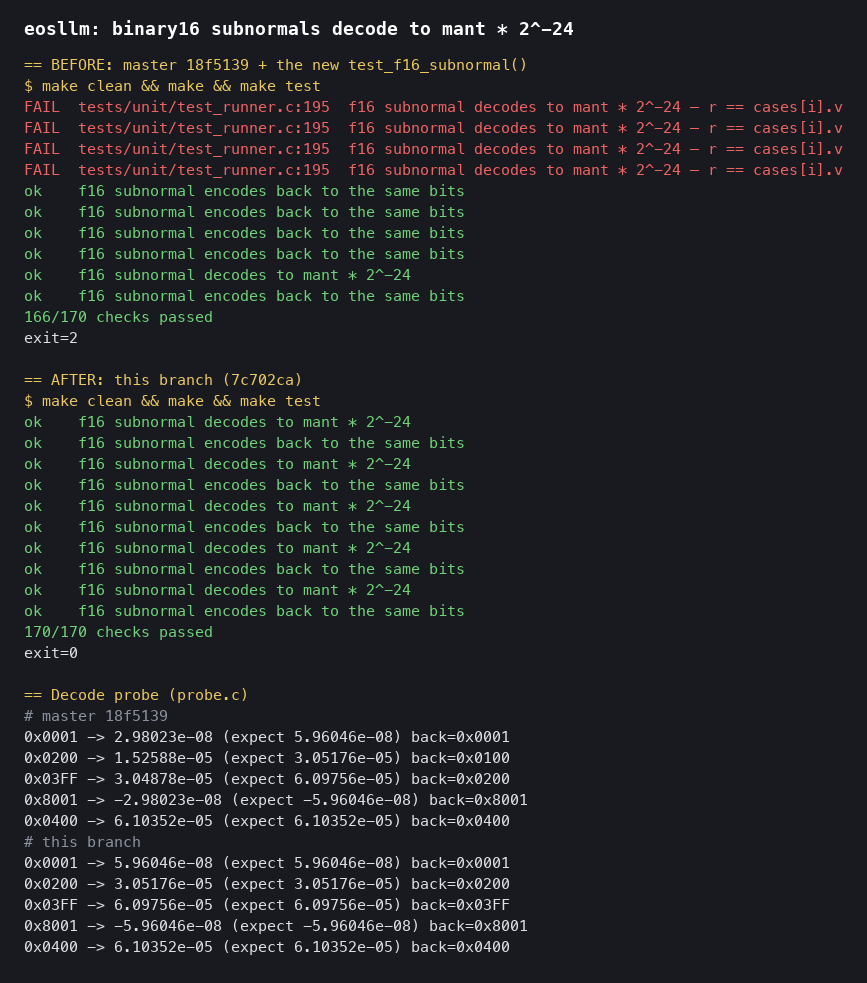 eosllm: binary16 subnormals decode to mant * 2^-24
== BEFORE: master 18f5139 + the new test_f16_subnormal()
$ make clean && make && make test
FAIL  tests/unit/test_runner.c:195  f16 subnormal decodes to mant * 2^-24 — r == cases[i].v
FAIL  tests/unit/test_runner.c:195  f16 subnormal decodes to mant * 2^-24 — r == cases[i].v
FAIL  tests/unit/test_runner.c:195  f16 subnormal decodes to mant * 2^-24 — r == cases[i].v
FAIL  tests/unit/test_runner.c:195  f16 subnormal decodes to mant * 2^-24 — r == cases[i].v
ok    f16 subnormal encodes back to the same bits
ok    f16 subnormal encodes back to the same bits
ok    f16 subnormal encodes back to the same bits
ok    f16 subnormal encodes back to the same bits
ok    f16 subnormal decodes to mant * 2^-24
ok    f16 subnormal encodes back to the same bits
166/170 checks passed
exit=2
== AFTER: this branch (7c702ca)
$ make clean && make && make test
ok    f16 subnormal decodes to mant * 2^-24
ok    f16 subnormal encodes back to the same bits
ok    f16 subnormal decodes to mant * 2^-24
ok    f16 subnormal encodes back to the same bits
ok    f16 subnormal decodes to mant * 2^-24
ok    f16 subnormal encodes back to the same bits
ok    f16 subnormal decodes to mant * 2^-24
ok    f16 subnormal encodes back to the same bits
ok    f16 subnormal decodes to mant * 2^-24
ok    f16 subnormal encodes back to the same bits
170/170 checks passed
exit=0
== Decode probe (probe.c)
# master 18f5139
0x0001 -> 2.98023e-08 (expect 5.96046e-08) back=0x0001
0x0200 -> 1.52588e-05 (expect 3.05176e-05) back=0x0100
0x03FF -> 3.04878e-05 (expect 6.09756e-05) back=0x0200
0x8001 -> -2.98023e-08 (expect -5.96046e-08) back=0x8001
0x0400 -> 6.10352e-05 (expect 6.10352e-05) back=0x0400
# this branch
0x0001 -> 5.96046e-08 (expect 5.96046e-08) back=0x0001
0x0200 -> 3.05176e-05 (expect 3.05176e-05) back=0x0200
0x03FF -> 6.09756e-05 (expect 6.09756e-05) back=0x03FF
0x8001 -> -5.96046e-08 (expect -5.96046e-08) back=0x8001
0x0400 -> 6.10352e-05 (expect 6.10352e-05) back=0x0400